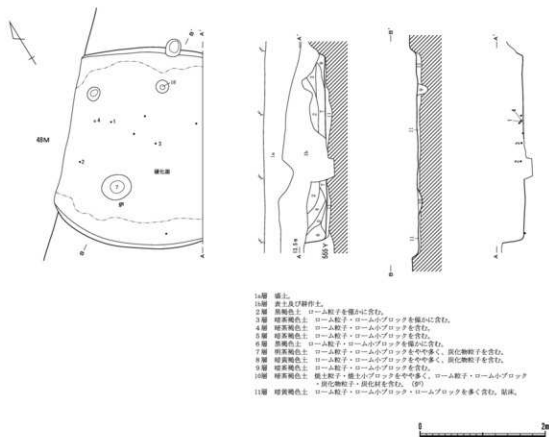 48M
硬化面
1a層 盛土。
1b層 表土及び耕作土。
2層 黒褐色土 ローム粒子を僅かに含む。
3層 暗茶褐色土 ローム粒子・ローム小ブロックを僅かに含む。
4層 暗茶褐色土 ローム粒子・ローム小ブロックを含む。
5層 暗茶褐色土 ローム粒子・ローム小ブロックを含む。
6層 黒褐色土 ローム粒子・ローム小ブロックを僅かに含む。
7層 明茶褐色土 ローム粒子・ローム小ブロックをやや多く、炭化物粒子を含む。
8層 暗黄褐色土 ローム粒子・ローム小ブロックをやや多く、炭化物粒子を含む。
9層 暗茶褐色土 ローム粒子・ローム小ブロックを含む。
10層 暗茶褐色土 焼土粒子・焼土小ブロックをやや多く、ローム粒子・ローム小ブロック
・炭化物粒子・炭化材を含む。(炉)
11層 暗黄褐色土 ローム粒子・ローム小ブロック・ロームブロックを多く含む。貼床。
0 2m